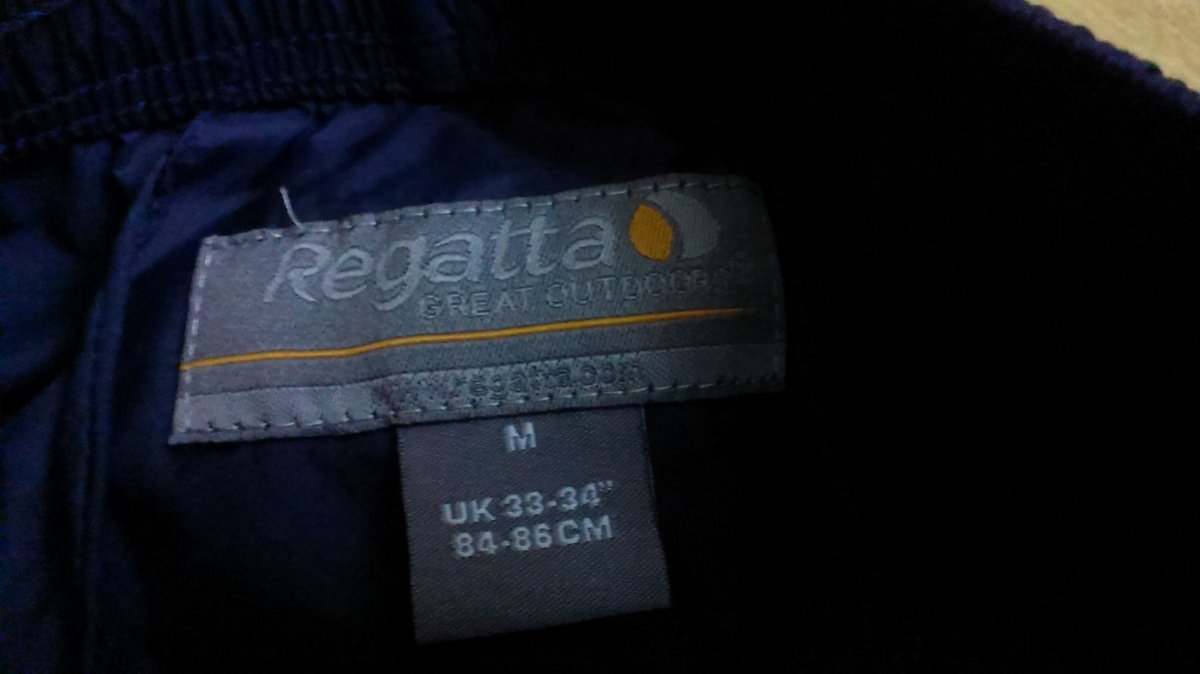 Regatta
GREAT OUTDOORS
regatta.com
M
UK 33-34"
84-86CM